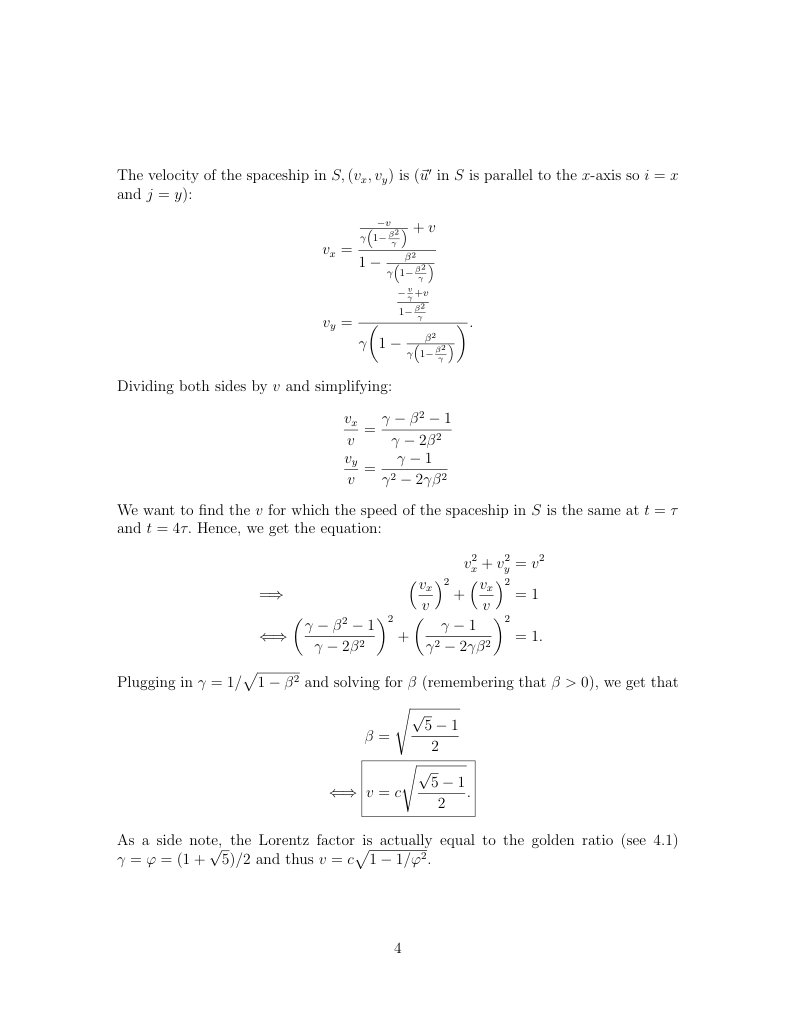 The velocity of the spaceship in $S, (v_x, v_y)$ is ($\vec{u}'$ in $S$ is parallel to the $x$-axis so $i = x$
and $j = y$):
$v_x = \frac{\frac{-v}{\gamma\left(1-\frac{\beta^2}{\gamma}\right)} + v}{1 - \frac{\beta^2}{\gamma\left(1-\frac{\beta^2}{\gamma}\right)}}$
$v_y = \frac{\frac{-\frac{v}{\gamma}+v}{1-\frac{\beta^2}{\gamma}}}{\gamma\left(1 - \frac{\beta^2}{\gamma\left(1-\frac{\beta^2}{\gamma}\right)}\right)}.$
Dividing both sides by $v$ and simplifying:
$\frac{v_x}{v} = \frac{\gamma - \beta^2 - 1}{\gamma - 2\beta^2}$
$\frac{v_y}{v} = \frac{\gamma - 1}{\gamma^2 - 2\gamma\beta^2}$
We want to find the $v$ for which the speed of the spaceship in $S$ is the same at $t = \tau$
and $t = 4\tau$. Hence, we get the equation:
$v_x^2 + v_y^2 = v^2$
$\Longrightarrow \left(\frac{v_x}{v}\right)^2 + \left(\frac{v_x}{v}\right)^2 = 1$
$\Longleftrightarrow \left(\frac{\gamma - \beta^2 - 1}{\gamma - 2\beta^2}\right)^2 + \left(\frac{\gamma - 1}{\gamma^2 - 2\gamma\beta^2}\right)^2 = 1.$
Plugging in $\gamma = 1/\sqrt{1 - \beta^2}$ and solving for $\beta$ (remembering that $\beta > 0$), we get that
$\beta = \sqrt{\frac{\sqrt{5} - 1}{2}}$
$\Longleftrightarrow \boxed{v = c\sqrt{\frac{\sqrt{5} - 1}{2}}.}$
As a side note, the Lorentz factor is actually equal to the golden ratio (see 4.1)
$\gamma = \varphi = (1 + \sqrt{5})/2$ and thus $v = c\sqrt{1 - 1/\varphi^2}$.
4